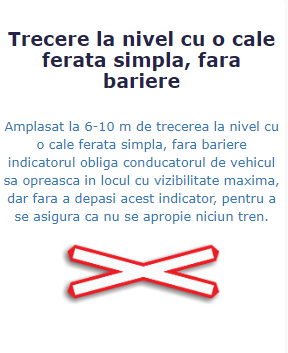 Trecere la nivel cu o cale
ferata simpla, fara
bariere
Amplasat la 6-10 m de trecerea la nivel cu
o cale ferata simpla, fara bariere
indicatorul obliga conducatorul de vehicul
sa opreasca in locul cu vizibilitate maxima,
dar fara a depasi acest indicator, pentru a
se asigura ca nu se apropie niciun tren.